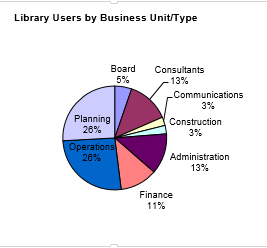 Library Users by Business Unit/Type
Board
5%
Consultants
13%
Communications
3%
Construction
3%
Administration
13%
Finance
11%
Operations
26%
Planning
26%